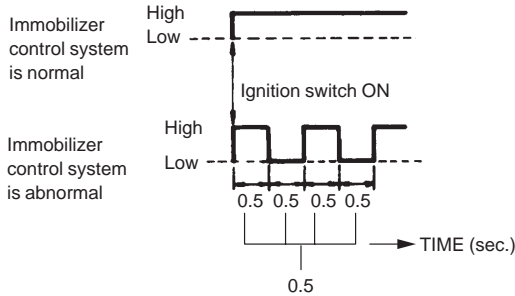 Immobilizer
control system
is normal
High
Low
Ignition switch ON
Immobilizer
control system
is abnormal
High
Low
0.5 0.5 0.5 0.5
TIME (sec.)
0.5